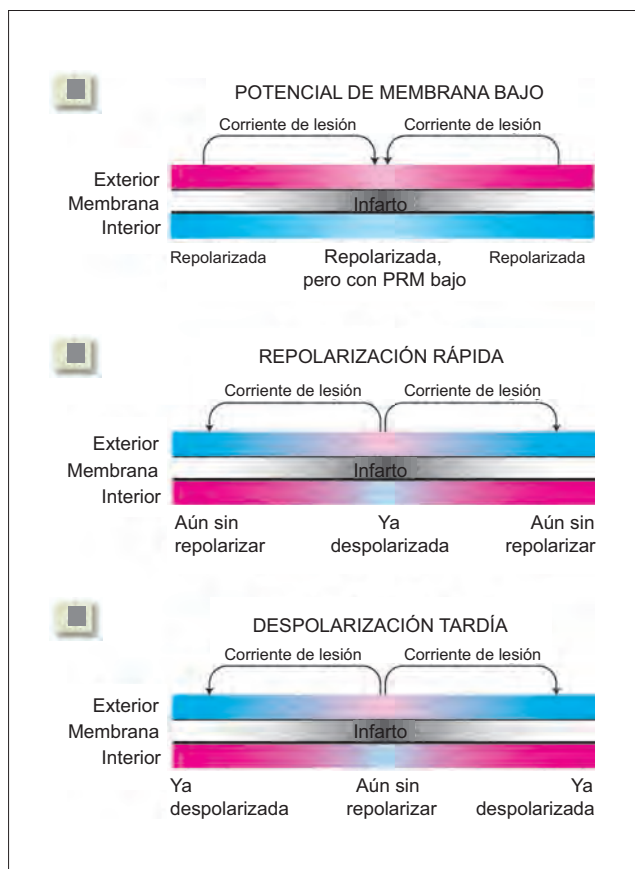 POTENCIAL DE MEMBRANA BAJO
Corriente de lesión Corriente de lesión
Exterior
Membrana Infarto
Interior
Repolarizada Repolarizada, Repolarizada
pero con PRM bajo
REPOLARIZACIÓN RÁPIDA
Corriente de lesión Corriente de lesión
Exterior
Membrana Infarto
Interior
Aún sin Ya Aún sin
repolarizar despolarizada repolarizar
DESPOLARIZACIÓN TARDÍA
Corriente de lesión Corriente de lesión
Exterior
Membrana Infarto
Interior
Ya Aún sin Ya
despolarizada repolarizar despolarizada